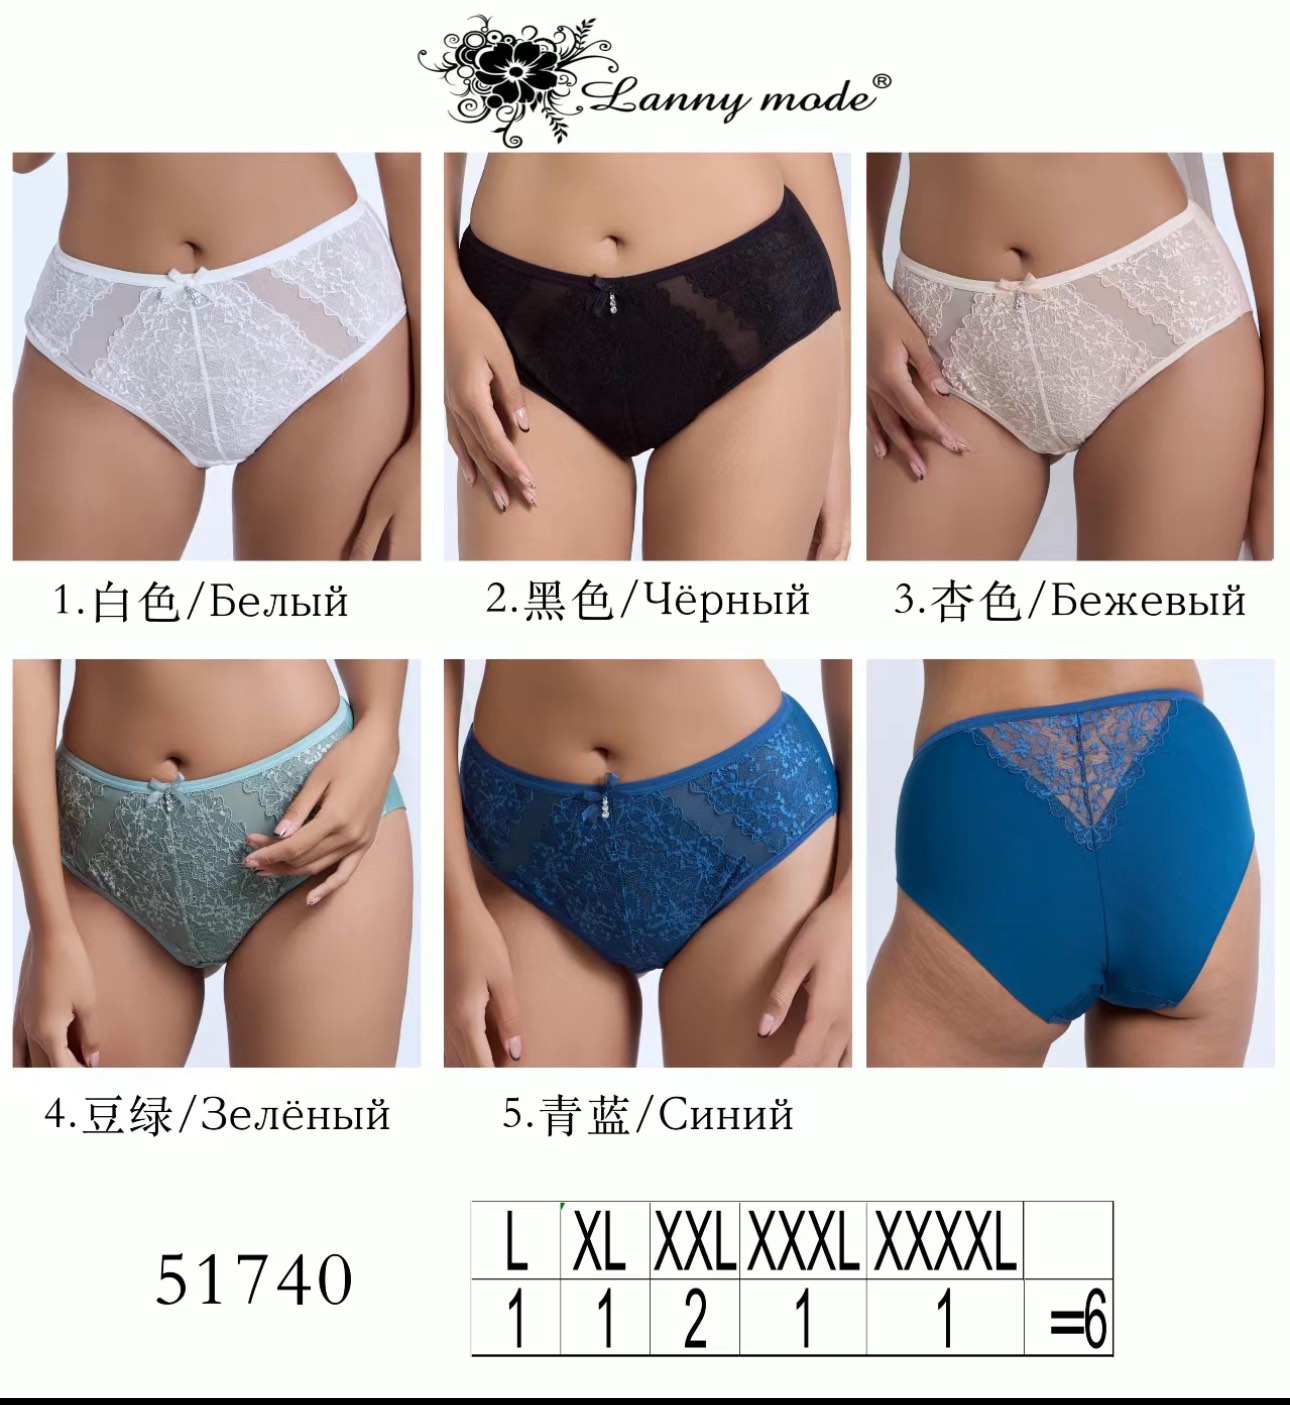 Lanny mode®
1.白色/Белый
2.黑色/Чёрный
3.杏色/Бежевый
4.豆绿/Зелёный
5.青蓝/Синий
51740
L XL XXL XXXL XXXXL
1 1 2 1 1 =6